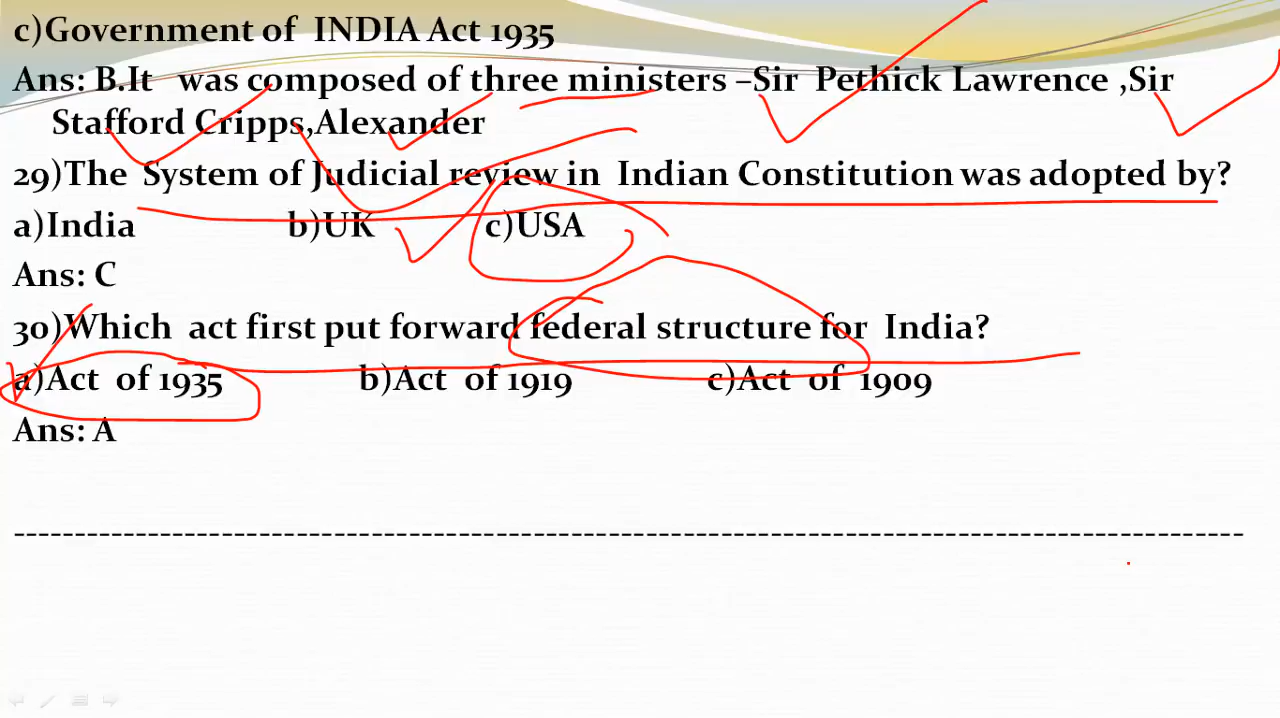 c)Government of INDIA Act 1935
Ans: B.It was composed of three ministers –Sir Pethick Lawrence ,Sir
Stafford Cripps,Alexander
29)The System of Judicial review in Indian Constitution was adopted by?
a)India b)UK c)USA
Ans: C
30)Which act first put forward federal structure for India?
a)Act of 1935 b)Act of 1919 c)Act of 1909
Ans: A
-----------------------------------------------------------------------------------------------------